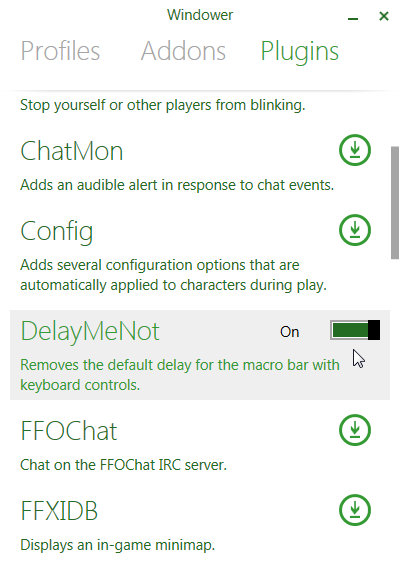 Windower
Profiles Addons Plugins
Stop yourself or other players from blinking.
ChatMon
Adds an audible alert in response to chat events.
Config
Adds several configuration options that are
automatically applied to characters during play.
DelayMeNot On
Removes the default delay for the macro bar with
keyboard controls.
FFOChat
Chat on the FFOChat IRC server.
FFXIDB
Displays an in-game minimap.